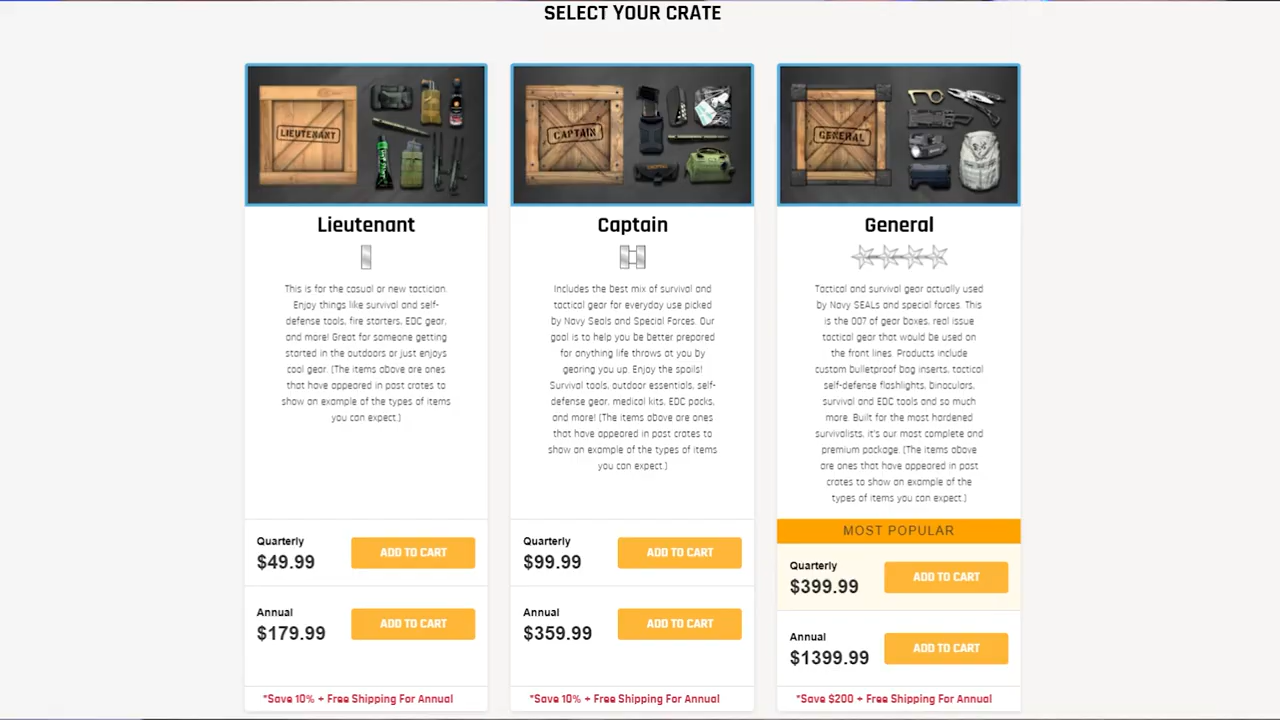 SELECT YOUR CRATE
LIEUTENANT
CAPTAIN
GENERAL
Lieutenant
This is for the casual or new tactician.
Enjoy things like survival and self-
defense tools, fire starters, EDC gear,
and more! Great for someone getting
started in the outdoors or just enjoys
cool gear. (The items above are ones
that have appeared in past crates to
show an example of the types of items
you can expect.)
Quarterly
$49.99
ADD TO CART
Annual
$179.99
ADD TO CART
*Save 10% + Free Shipping For Annual
Captain
Includes the best mix of survival and
tactical gear for everyday use picked
by Navy Seals and Special Forces. Our
goal is to help you be better prepared
for anything life throws at you by
gearing you up. Enjoy the spoils!
Survival tools, outdoor essentials, self-
defense gear, medical kits, EDC packs,
and more! (The items above are ones
that have appeared in past crates to
show an example of the types of items
you can expect.)
Quarterly
$99.99
ADD TO CART
Annual
$359.99
ADD TO CART
*Save 10% + Free Shipping For Annual
General
Tactical and survival gear actually used
by Navy SEALs and special forces. This
is the 007 of gear boxes, real issue
tactical gear that would be used on
the front lines. Products include
custom bulletproof bag inserts, tactical
self-defense flashlights, binoculars,
survival and EDC tools and so much
more. Built for the most hardened
survivalists, it's our most complete and
premium package. (The items above
are ones that have appeared in past
crates to show an example of the
types of items you can expect.)
MOST POPULAR
Quarterly
$399.99
ADD TO CART
Annual
$1399.99
ADD TO CART
*Save $200 + Free Shipping For Annual